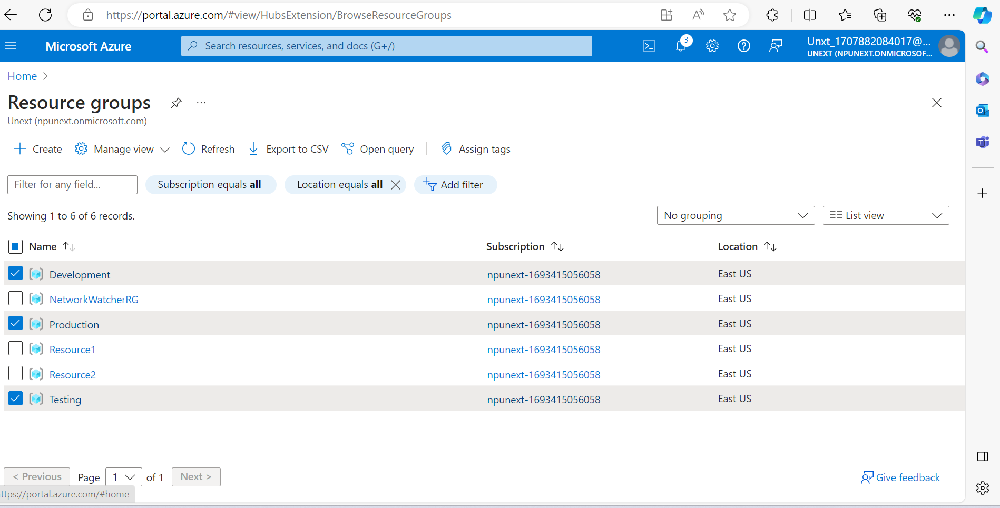 https://portal.azure.com/#view/HubsExtension/BrowseResourceGroups
Microsoft Azure
Search resources, services, and docs (G+/)
3
Unxt_1707882084017@...
UNEXT (NPUNEXT.ONMICROSOF...
Home
Resource groups
...
Unext (npunext.onmicrosoft.com)
Create
Manage view
Refresh
Export to CSV
Open query
Assign tags
Filter for any field...
Subscription equals all
Location equals all
Add filter
Showing 1 to 6 of 6 records.
No grouping
List view
Name
Subscription
Location
Development npunext-1693415056058 East US
NetworkWatcherRG npunext-1693415056058 East US
Production npunext-1693415056058 East US
Resource1 npunext-1693415056058 East US
Resource2 npunext-1693415056058 East US
Testing npunext-1693415056058 East US
< Previous Page 1 of 1 Next >
Give feedback
ttps://portal.azure.com/#home